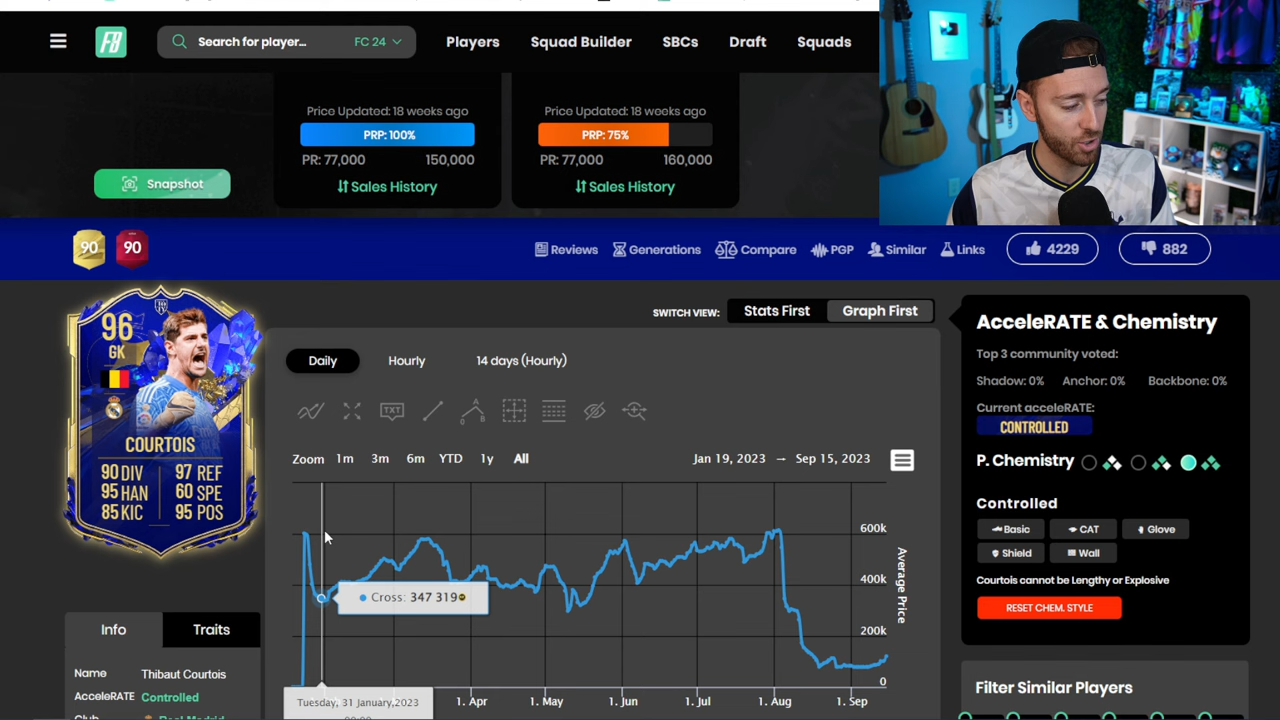 FB
Search for player...
FC 24
Players
Squad Builder
SBCs
Draft
Squads
Price Updated: 18 weeks ago
PRP: 100%
PR: 77,000
150,000
Sales History
Price Updated: 18 weeks ago
PRP: 75%
PR: 77,000
160,000
Sales History
Snapshot
90
90
Reviews
Generations
Compare
PGP
Similar
Links
4229
882
SWITCH VIEW:
Stats First
Graph First
96
GK
COURTOIS
90 DIV
97 REF
95 HAN
60 SPE
85 KIC
95 POS
Daily
Hourly
14 days (Hourly)
TXT
A
0
B
Zoom
1m
3m
6m
YTD
1y
All
Jan 19, 2023 → Sep 15, 2023
600k
400k
200k
0
Average Price
Cross: 347 319
Tuesday, 31 January,2023
00:00
1. Apr
1. May
1. Jun
1. Jul
1. Aug
1. Sep
AcceleRATE & Chemistry
Top 3 community voted:
Shadow: 0%
Anchor: 0%
Backbone: 0%
Current acceleRATE:
CONTROLLED
P. Chemistry
Controlled
Basic
CAT
Glove
Shield
Wall
Courtois cannot be Lengthy or Explosive
RESET CHEM. STYLE
Filter Similar Players
Info
Traits
Name
Thibaut Courtois
AcceleRATE
Controlled
Club
Real Madrid